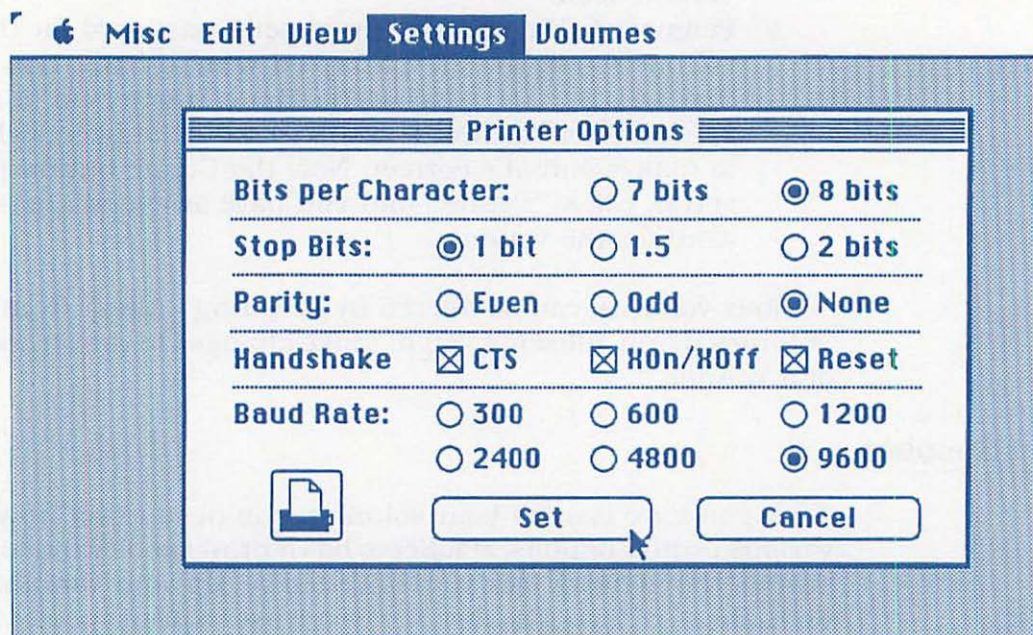 Misc Edit View Settings Volumes
Printer Options
Bits per Character: 7 bits 8 bits
Stop Bits: 1 bit 1.5 2 bits
Parity: Even Odd None
Handshake CTS XOn/XOff Reset
Baud Rate: 300 600 1200
2400 4800 9600
Set Cancel